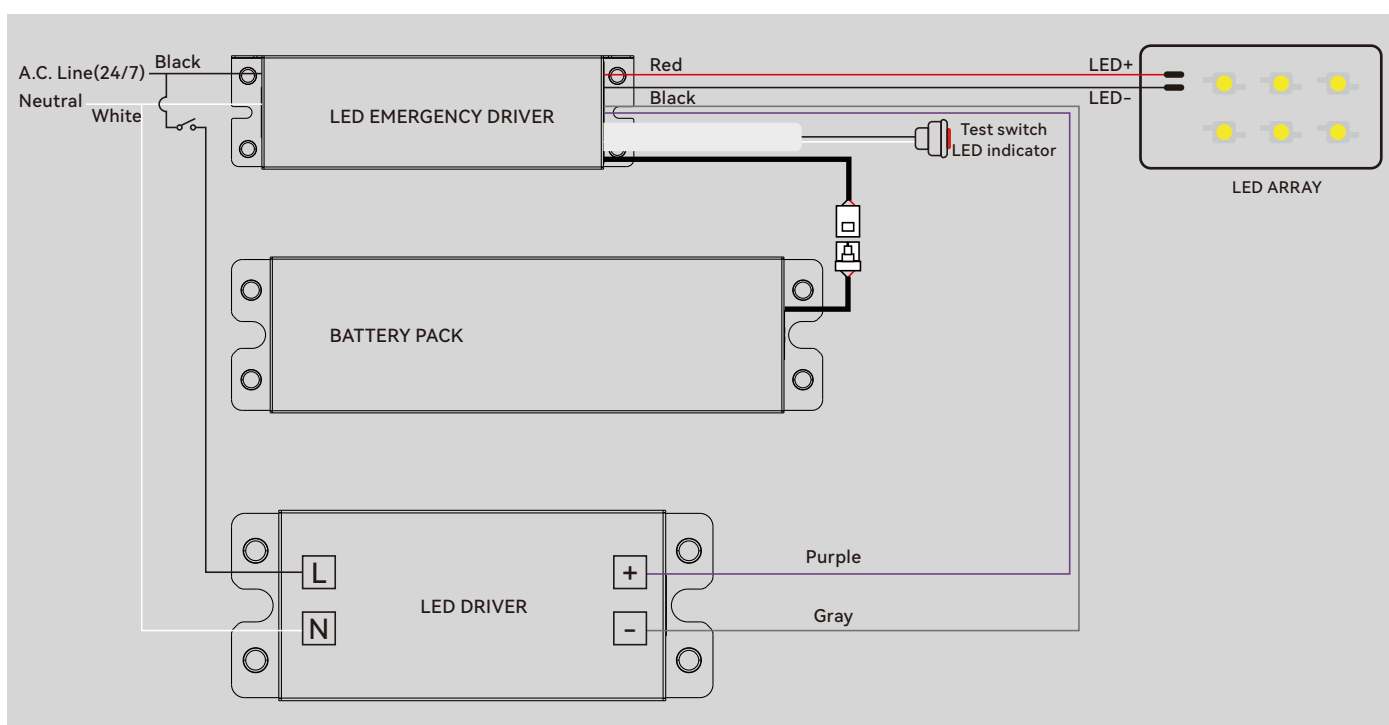 A.C. Line(24/7)
Black
Neutral
White
LED EMERGENCY DRIVER
Red
Black
LED+
LED-
Test switch
LED indicator
LED ARRAY
BATTERY PACK
L
N
LED DRIVER
+
-
Purple
Gray